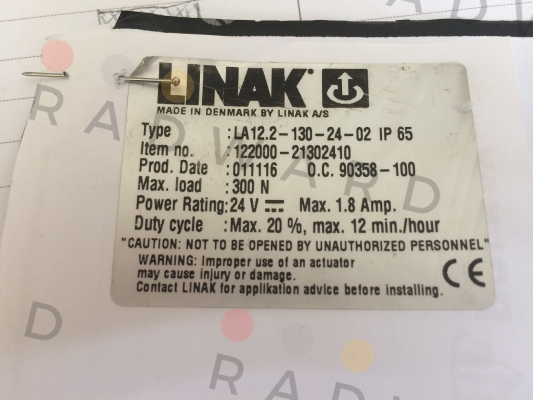 LINAK
MADE IN DENMARK BY LINAK A/S
Type : LA12.2-130-24-02 IP 65
Item no. : 122000-21302410
Prod. Date : 011116 O.C. 90358-100
Max. load : 300 N
Power Rating: 24 V ⎓ Max. 1.8 Amp.
Duty cycle : Max. 20 %, max. 12 min./hour
"CAUTION: NOT TO BE OPENED BY UNAUTHORIZED PERSONNEL"
WARNING: Improper use of an actuator
may cause injury or damage.
Contact LINAK for applikation advice before installing.
CE
RADWARD
RADWARD
D
RADW